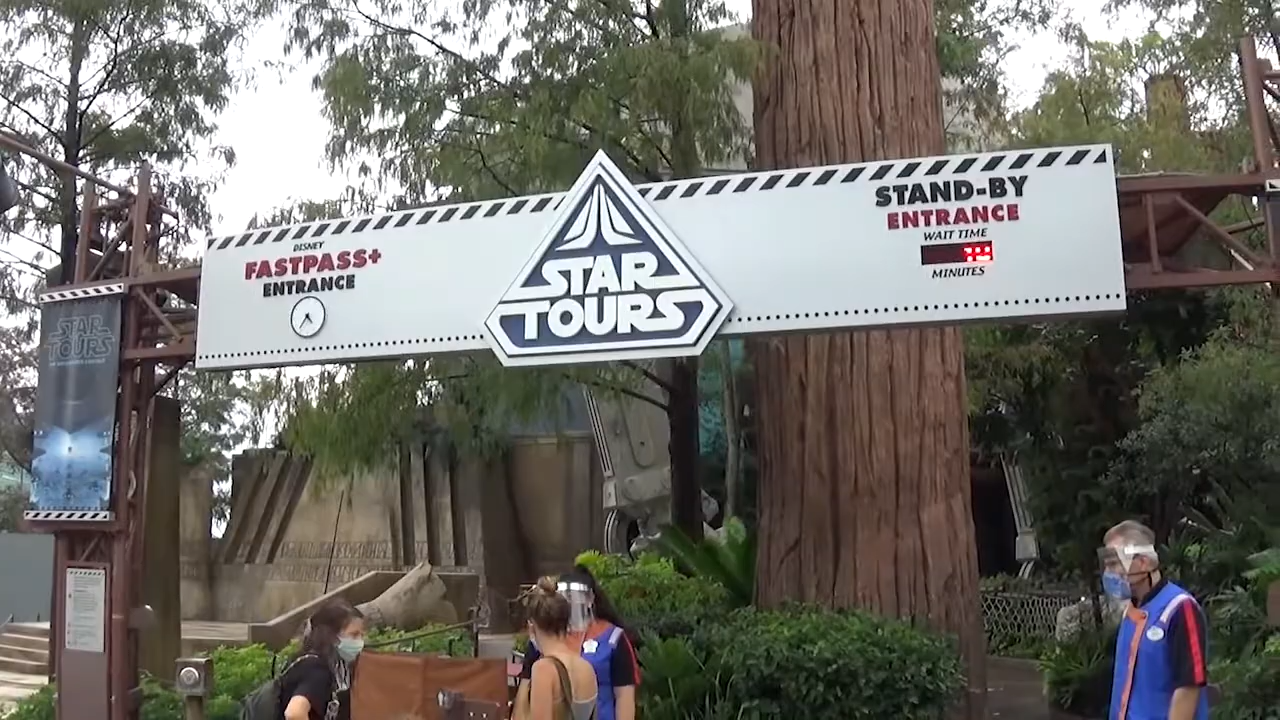 DISNEY
FASTPASS+
ENTRANCE
STAR
TOURS
STAND-BY
ENTRANCE
WAIT TIME
MINUTES
STAR
TOURS